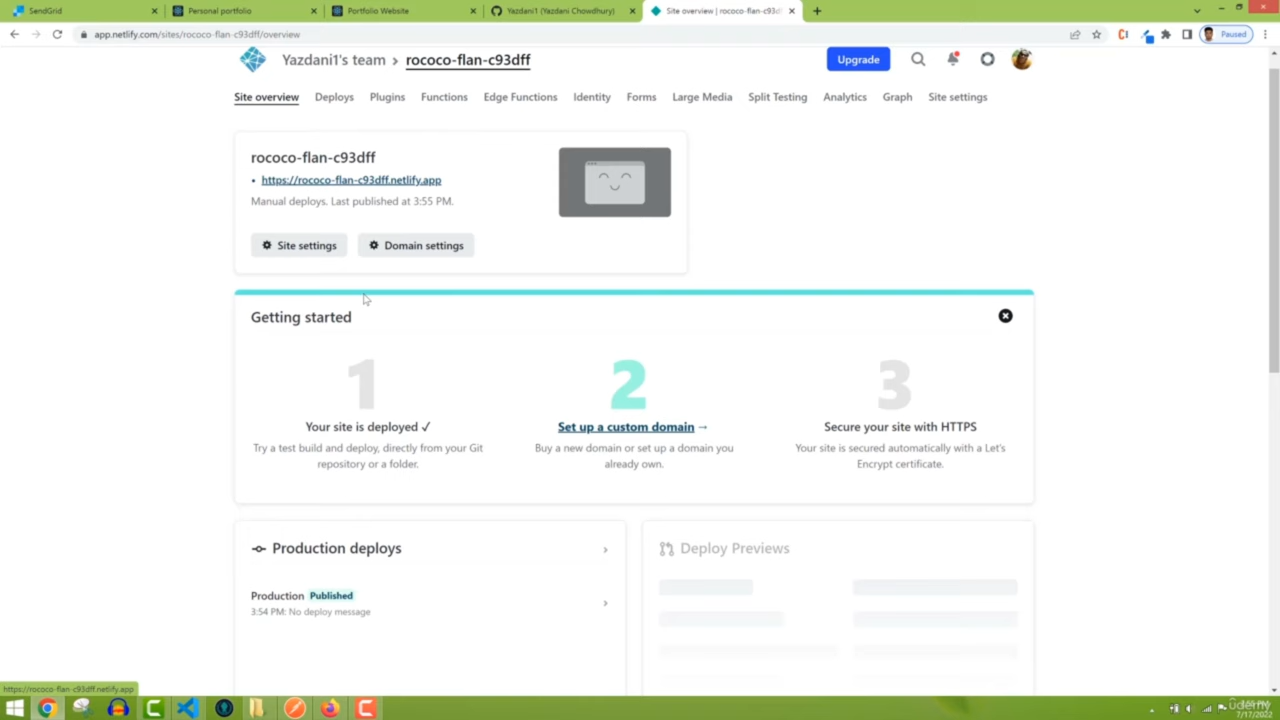 SendGrid
Personal portfolio
Portfolio Website
Yazdani1 (Yazdani Chowdhury)
Site overview | rococo-flan-c93df
app.netlify.com/sites/rococo-flan-c93dff/overview
Paused
Yazdani1's team > rococo-flan-c93dff
Upgrade
Site overview Deploys Plugins Functions Edge Functions Identity Forms Large Media Split Testing Analytics Graph Site settings
rococo-flan-c93dff
• https://rococo-flan-c93dff.netlify.app
Manual deploys. Last published at 3:55 PM.
Site settings Domain settings
Getting started
1 2 3
Your site is deployed ✓
Try a test build and deploy, directly from your Git
repository or a folder.
Set up a custom domain →
Buy a new domain or set up a domain you
already own.
Secure your site with HTTPS
Your site is secured automatically with a Let's
Encrypt certificate.
Production deploys
Production Published
3:54 PM: No deploy message
Deploy Previews
https://rococo-flan-c93dff.netlify.app
udemy
7/17/2022